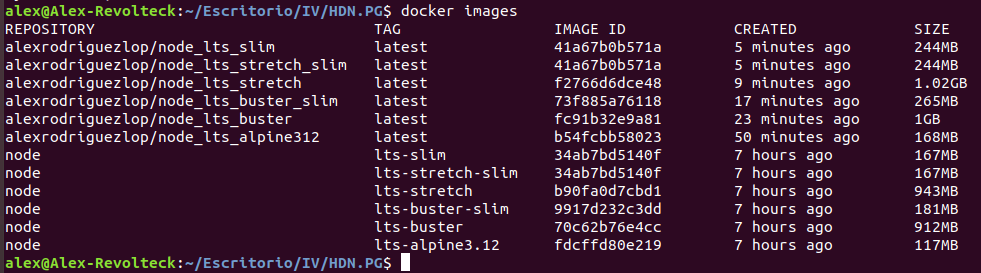 alex@Alex-Revolteck:~/Escritorio/IV/HDN.PG$ docker images
REPOSITORY TAG IMAGE ID CREATED SIZE
alexrodriguezlop/node_lts_slim latest 41a67b0b571a 5 minutes ago 244MB
alexrodriguezlop/node_lts_stretch_slim latest 41a67b0b571a 5 minutes ago 244MB
alexrodriguezlop/node_lts_stretch latest f2766d6dce48 9 minutes ago 1.02GB
alexrodriguezlop/node_lts_buster_slim latest 73f885a76118 17 minutes ago 265MB
alexrodriguezlop/node_lts_buster latest fc91b32e9a81 23 minutes ago 1GB
alexrodriguezlop/node_lts_alpine312 latest b54fcbb58023 50 minutes ago 168MB
node lts-slim 34ab7bd5140f 7 hours ago 167MB
node lts-stretch-slim 34ab7bd5140f 7 hours ago 167MB
node lts-stretch b90fa0d7cbd1 7 hours ago 943MB
node lts-buster-slim 9917d232c3dd 7 hours ago 181MB
node lts-buster 70c62b76e4cc 7 hours ago 912MB
node lts-alpine3.12 fdcffd80e219 7 hours ago 117MB
alex@Alex-Revolteck:~/Escritorio/IV/HDN.PG$